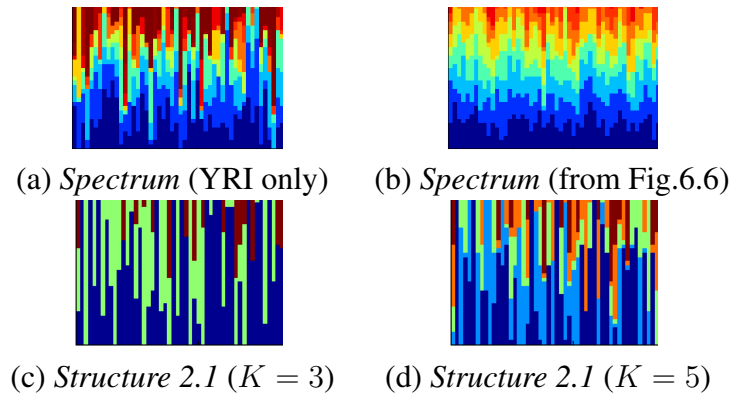 (a) Spectrum (YRI only)
(b) Spectrum (from Fig.6.6)
(c) Structure 2.1 (K = 3)
(d) Structure 2.1 (K = 5)